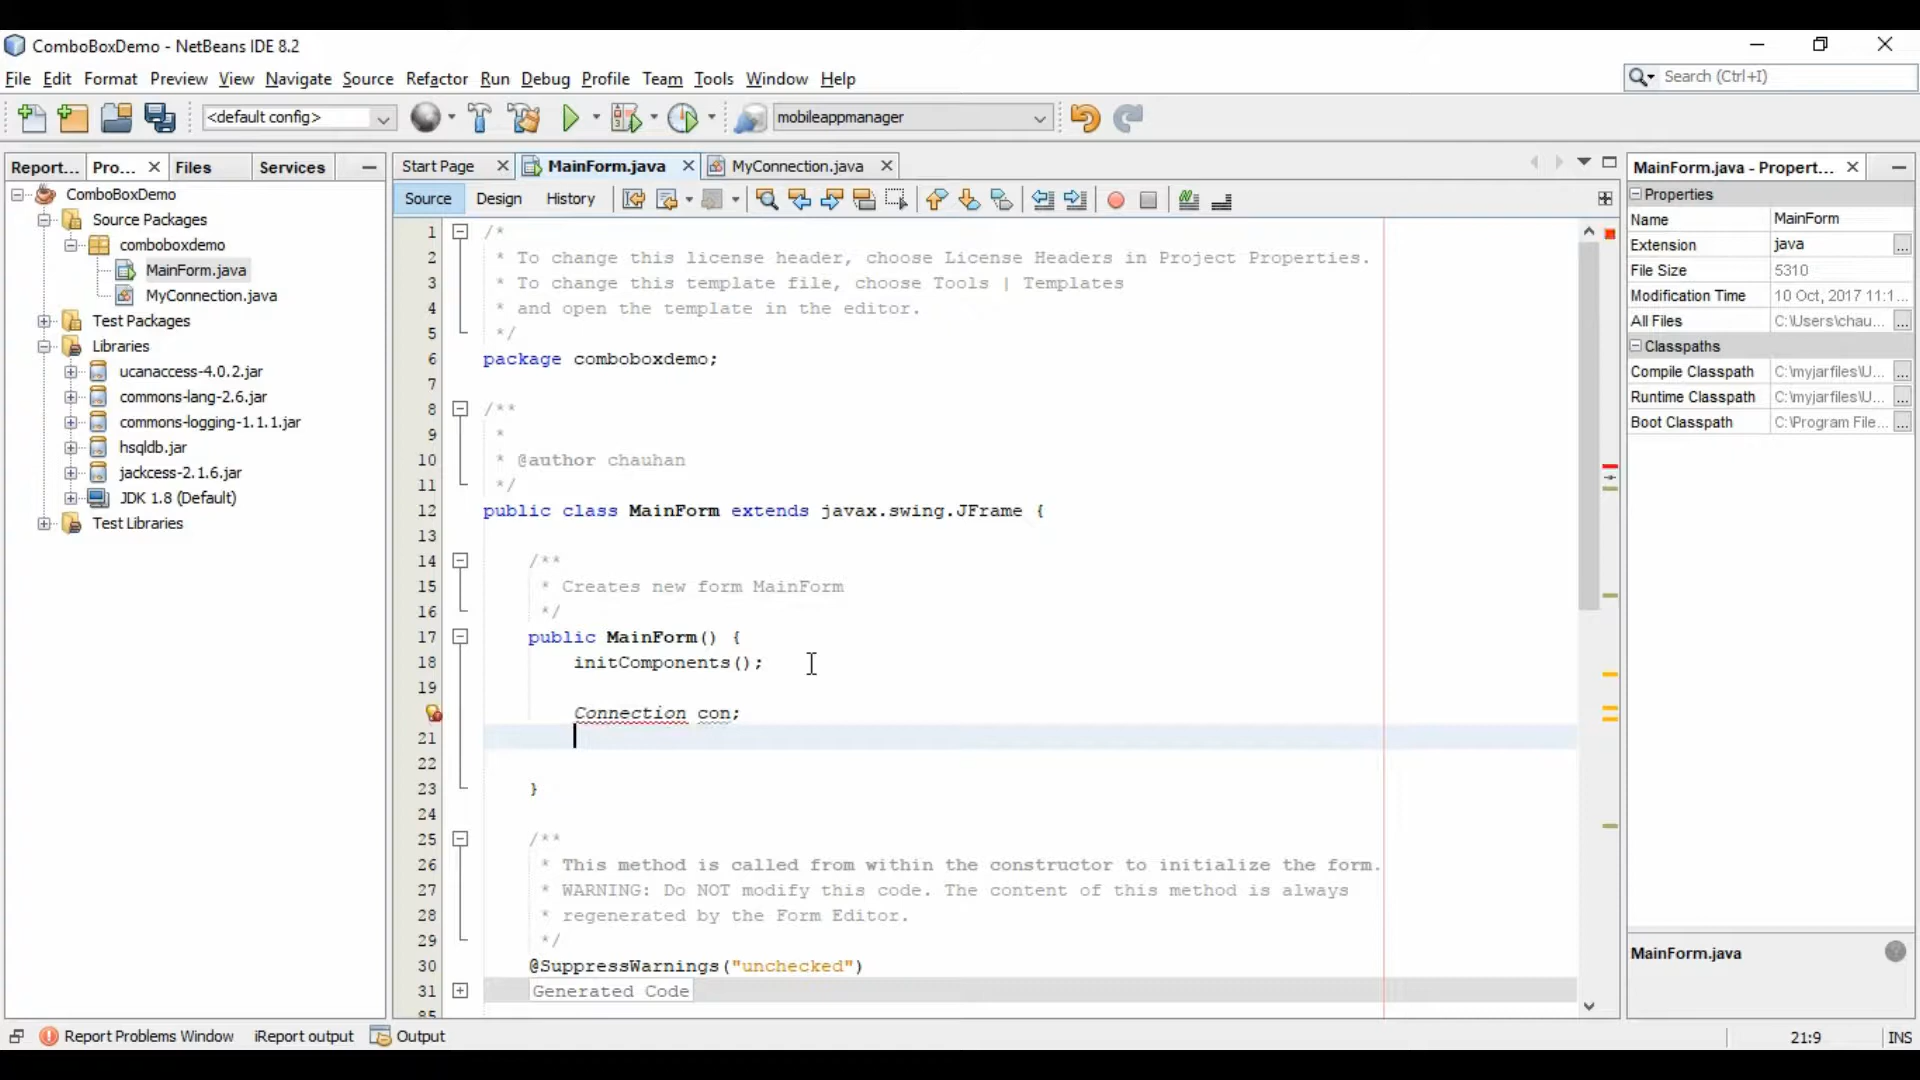 ComboBoxDemo - NetBeans IDE 8.2
File Edit Format Preview View Navigate Source Refactor Run Debug Profile Team Tools Window Help
Search (Ctrl+I)
<default config>
mobileappmanager
Report...
Pro...
Files
Services
Start Page
MainForm.java
MyConnection.java
MainForm.java - Propert...
Source
Design
History
ComboBoxDemo
Source Packages
comboboxdemo
MainForm.java
MyConnection.java
Test Packages
Libraries
ucanaccess-4.0.2.jar
commons-lang-2.6.jar
commons-logging-1.1.1.jar
hsqldb.jar
jackcess-2.1.6.jar
JDK 1.8 (Default)
Test Libraries
1 /*
2 * To change this license header, choose License Headers in Project Properties.
3 * To change this template file, choose Tools | Templates
4 * and open the template in the editor.
5 */
6 package comboboxdemo;
7
8 /**
9 *
10 * @author chauhan
11 */
12 public class MainForm extends javax.swing.JFrame {
13
14 /**
15 * Creates new form MainForm
16 */
17 public MainForm() {
18 initComponents();
19
Connection con;
21
22
23 }
24
25 /**
26 * This method is called from within the constructor to initialize the form.
27 * WARNING: Do NOT modify this code. The content of this method is always
28 * regenerated by the Form Editor.
29 */
30 @SuppressWarnings("unchecked")
31 Generated Code
85
Properties
Name MainForm
Extension java ...
File Size 5310
Modification Time 10 Oct, 2017 11:1...
All Files C:\Users\chau... ...
Classpaths
Compile Classpath C:\myjarfiles\U... ...
Runtime Classpath C:\myjarfiles\U... ...
Boot Classpath C:\Program File... ...
MainForm.java
Report Problems Window
iReport output
Output
21:9
INS